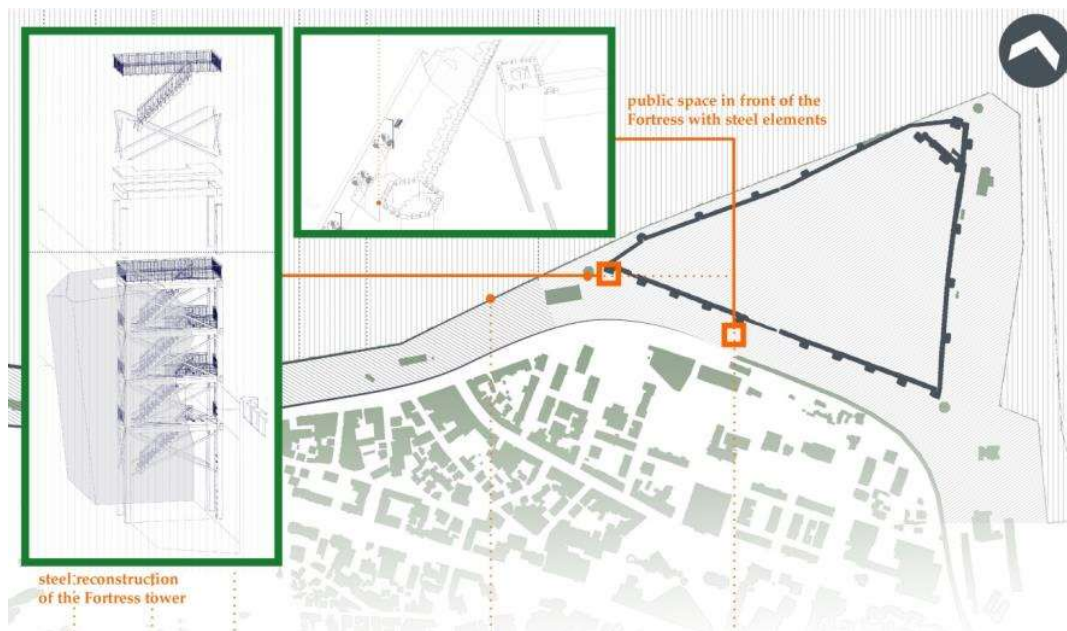 public space in front of the
Fortress with steel elements
steel reconstruction
of the Fortress tower